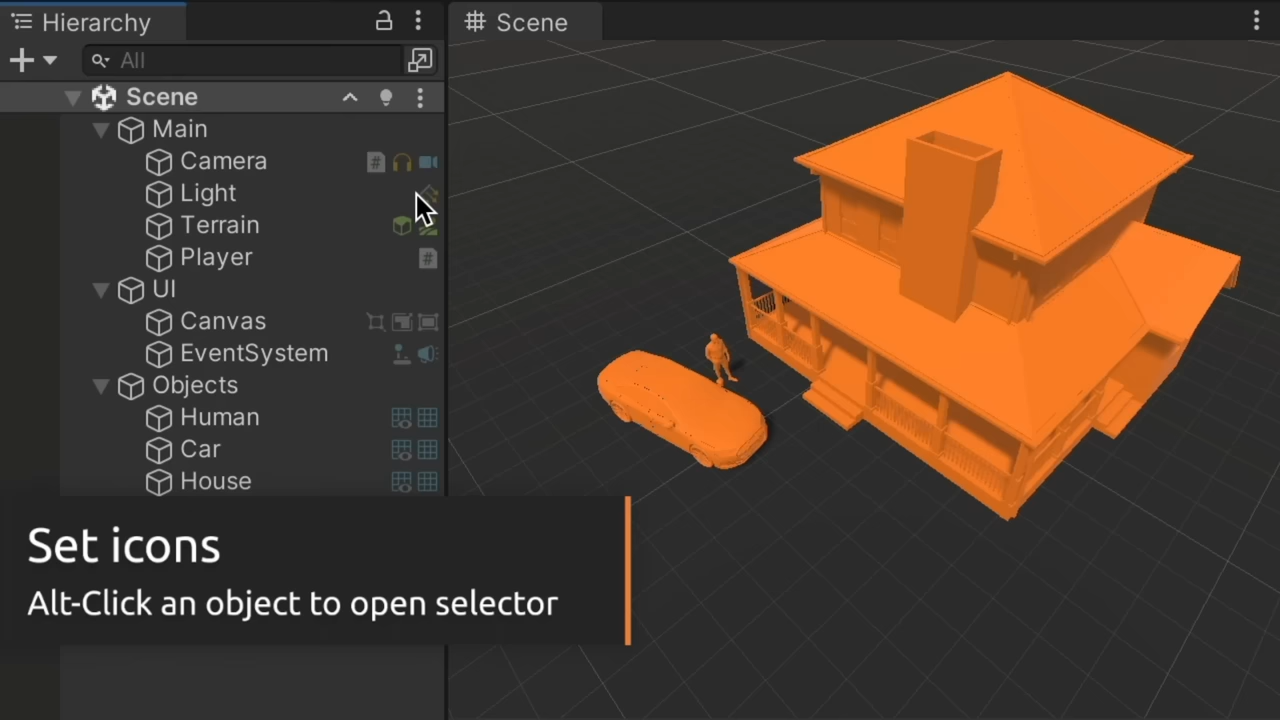 Hierarchy
Scene
All
Scene
Main
Camera
#
Light
Terrain
Player
#
UI
Canvas
EventSystem
Objects
Human
Car
House
Set icons
Alt-Click an object to open selector